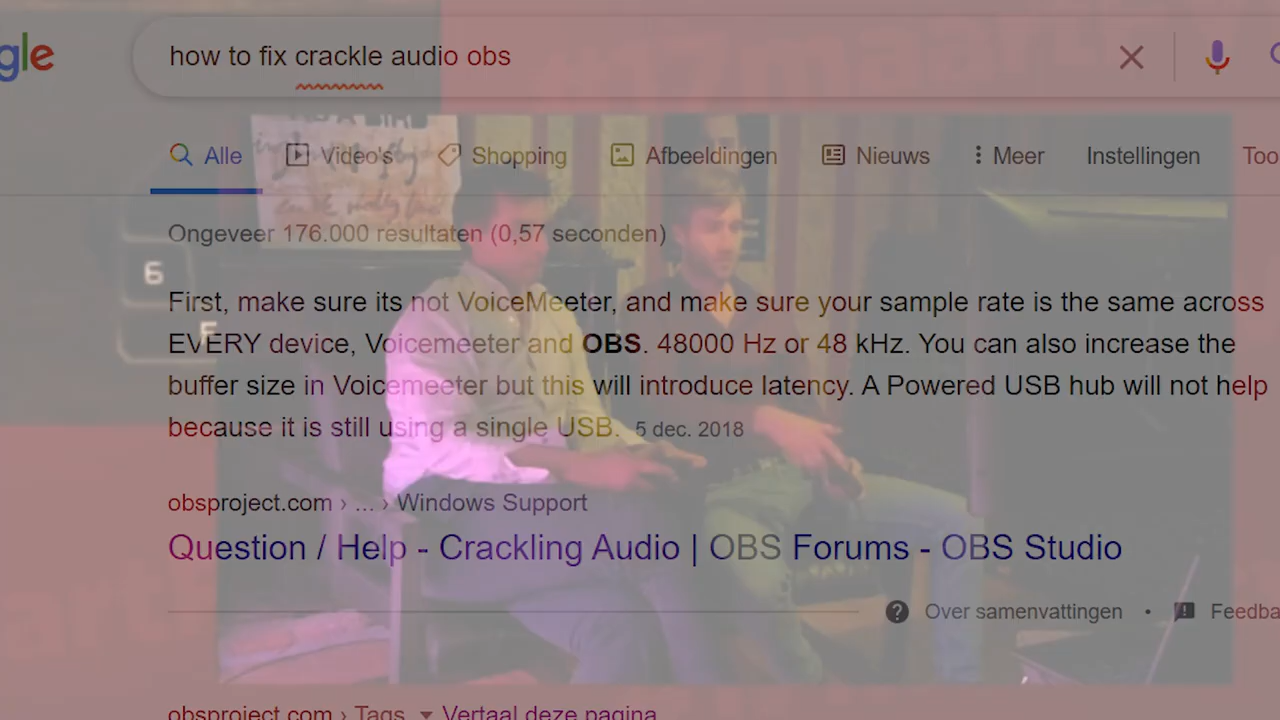 gle
how to fix crackle audio obs
Alle Video's Shopping Afbeeldingen Nieuws Meer Instellingen Too
Ongeveer 176.000 resultaten (0,57 seconden)
First, make sure its not VoiceMeeter, and make sure your sample rate is the same across
EVERY device, Voicemeeter and OBS. 48000 Hz or 48 kHz. You can also increase the
buffer size in Voicemeeter but this will introduce latency. A Powered USB hub will not help
because it is still using a single USB. 5 dec. 2018
obsproject.com › ... › Windows Support
Question / Help - Crackling Audio | OBS Forums - OBS Studio
Over samenvattingen • Feedba
obsproject.com › Tags Vertaal deze pagina
6
F